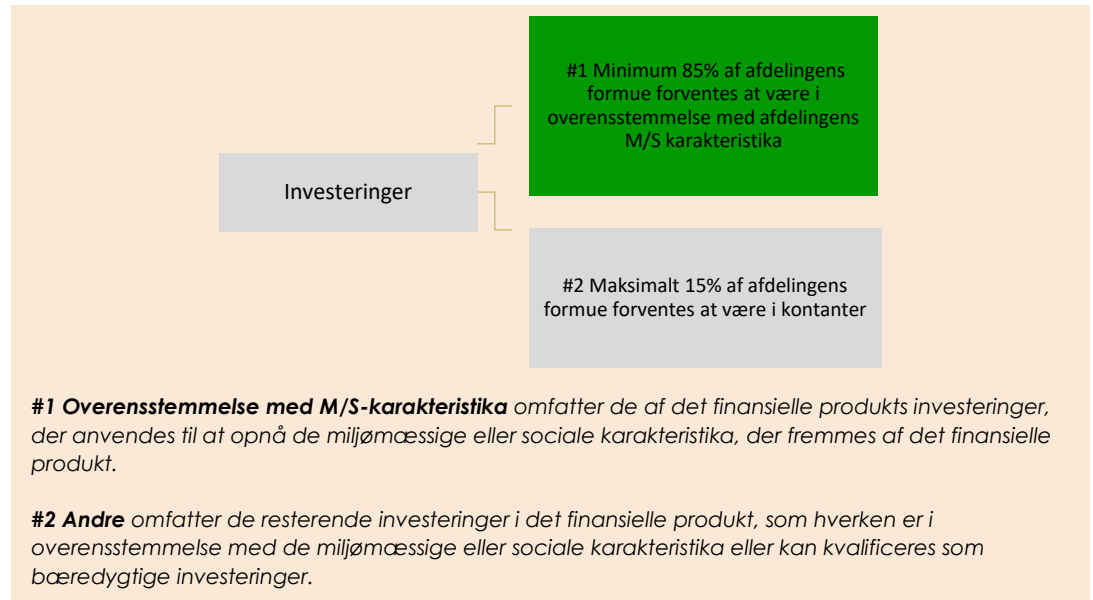 #1 Minimum 85% af afdelingens
formue forventes at være i
overensstemmelse med afdelingens
M/S karakteristika
Investeringer
#2 Maksimalt 15% af afdelingens
formue forventes at være i kontanter
#1 Overensstemmelse med M/S-karakteristika omfatter de af det finansielle produkts investeringer,
der anvendes til at opnå de miljømæssige eller sociale karakteristika, der fremmes af det finansielle
produkt.
#2 Andre omfatter de resterende investeringer i det finansielle produkt, som hverken er i
overensstemmelse med de miljømæssige eller sociale karakteristika eller kan kvalificeres som
bæredygtige investeringer.